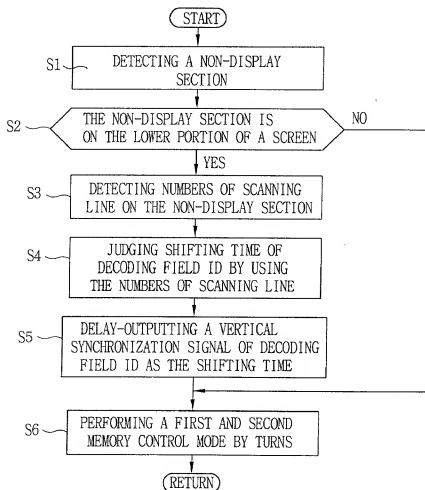 START
S1
DETECTING A NON-DISPLAY
SECTION
S2
THE NON-DISPLAY SECTION IS
ON THE LOWER PORTION OF A SCREEN
NO
YES
S3
DETECTING NUMBERS OF SCANNING
LINE ON THE NON-DISPLAY SECTION
S4
JUDGING SHIFTING TIME OF
DECODING FIELD ID BY USING
THE NUMBERS OF SCANNING LINE
S5
DELAY-OUTPUTTING A VERTICAL
SYNCHRONIZATION SIGNAL OF DECODING
FIELD ID AS THE SHIFTING TIME
S6
PERFORMING A FIRST AND SECOND
MEMORY CONTROL MODE BY TURNS
RETURN